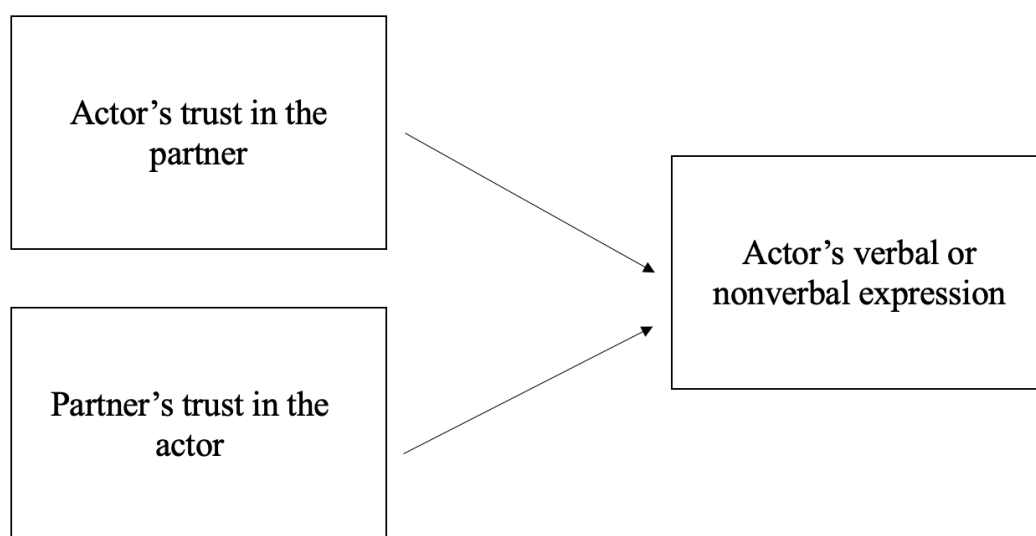 Actor’s trust in the
partner
Actor’s verbal or
nonverbal expression
Partner’s trust in the
actor